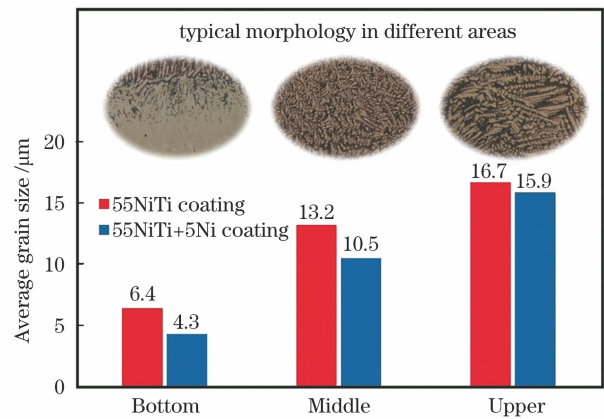 typical morphology in different areas
Average grain size /μm
20
15
10
5
0
55NiTi coating
55NiTi+5Ni coating
6.4
4.3
13.2
10.5
16.7
15.9
Bottom
Middle
Upper